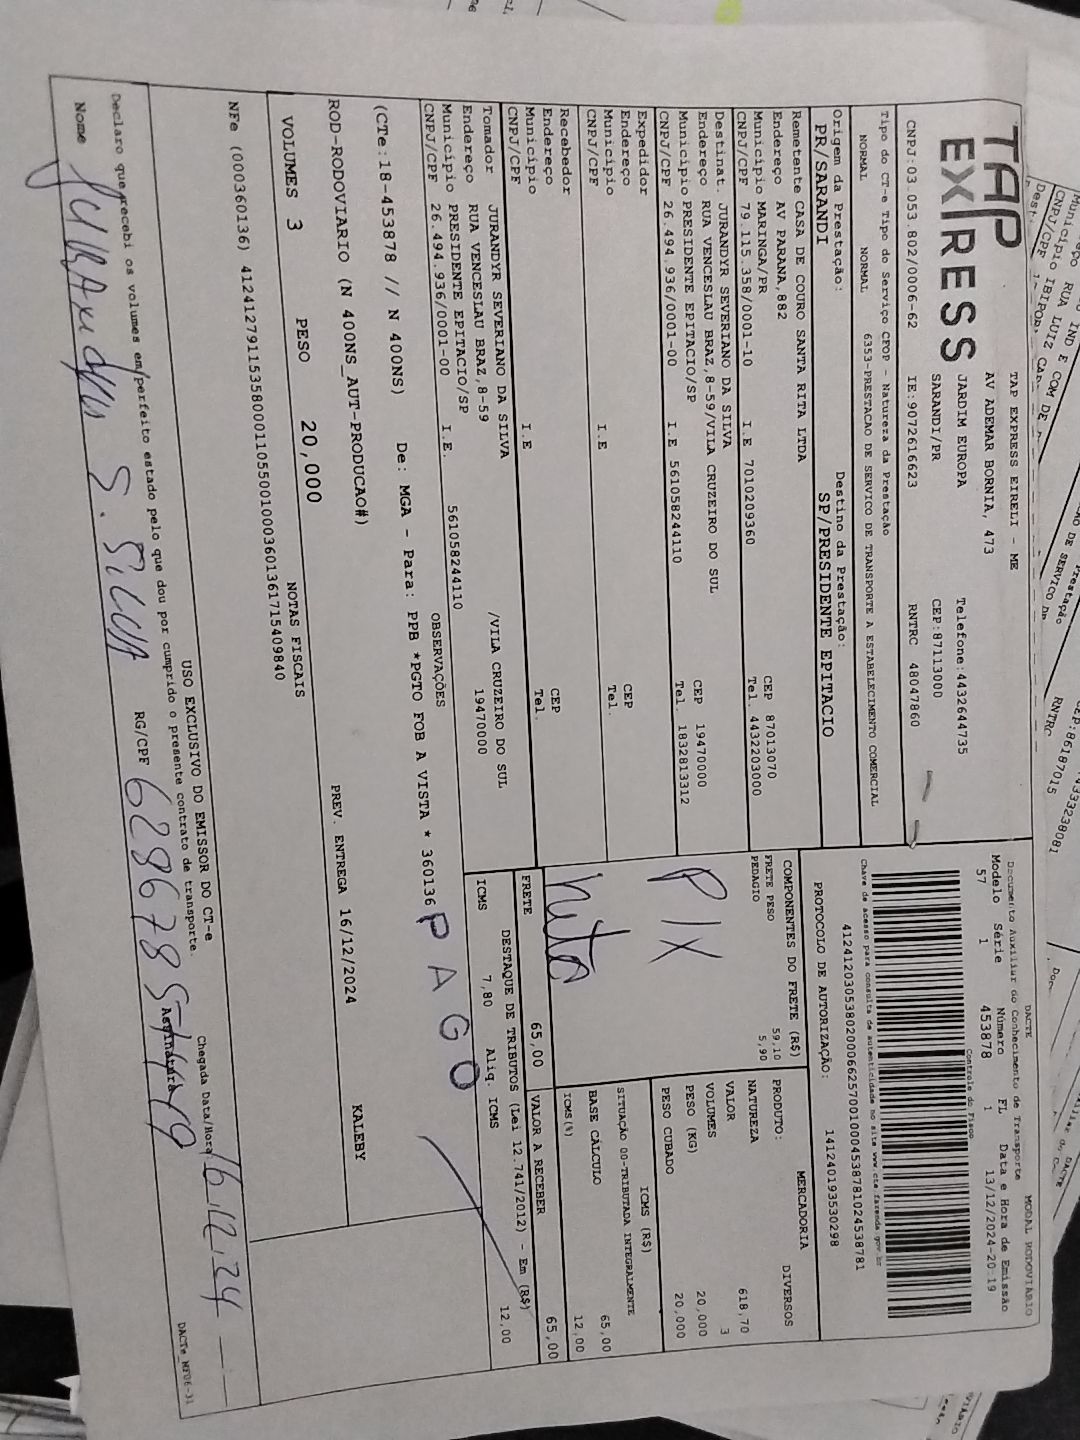 TAP
EXPRESS
TAP EXPRESS EIRELI - ME
AV ADEMAR BORNIA, 473
JARDIM EUROPA
SARANDI/PR
Telefone:4432644735
CEP:87113000
CNPJ:03.053.802/0006-62 IE:9072616623 RNTRC 48047860
DACTE
Documento Auxiliar do Conhecimento de Transporte
MODAL RODOVIÁRIO
Modelo Série Número FL Data e Hora de Emissão
57 1 453878 1 13/12/2024-20:19
Controle do Fisco
Chave de acesso para consulta de autenticidade no site www.cte.fazenda.gov.br
41241203053802000662570010004538781024538781
PROTOCOLO DE AUTORIZAÇÃO: 141240193530298
Tipo do CT-e Tipo do Serviço CFOP - Natureza da Prestação
NORMAL NORMAL 6353-PRESTACAO DE SERVICO DE TRANSPORTE A ESTABELECIMENTO COMERCIAL
Origem da Prestação: Destino da Prestação:
PR/SARANDI SP/PRESIDENTE EPITACIO
Remetente CASA DE COURO SANTA RITA LTDA
Endereço AV PARANA, 882
Município MARINGA/PR CEP 87013070
CNPJ/CPF 79.115.358/0001-10 I.E 7010209360 Tel. 4432203000
Destinat. JURANDYR SEVERIANO DA SILVA
Endereço RUA VENCESLAU BRAZ,8-59/VILA CRUZEIRO DO SUL
Município PRESIDENTE EPITACIO/SP CEP 19470000
CNPJ/CPF 26.494.936/0001-00 I.E 561058244110 Tel. 1832813312
Expedidor
Endereço
Município CEP
CNPJ/CPF I.E Tel.
Recebedor
Endereço
Município CEP
CNPJ/CPF I.E Tel.
Tomador JURANDYR SEVERIANO DA SILVA
Endereço RUA VENCESLAU BRAZ,8-59 /VILA CRUZEIRO DO SUL
Município PRESIDENTE EPITACIO/SP 19470000
CNPJ/CPF 26.494.936/0001-00 I.E. 561058244110
COMPONENTES DO FRETE (R$)
FRETE PESO 59,10
PEDAGIO 5,90
PIX
PRODUTO: MERCADORIA
NATUREZA DIVERSOS
VALOR 618,70
VOLUMES 3
PESO (KG) 20,000
PESO CUBADO 20,000
ICMS (R$)
SITUAÇÃO 00-TRIBUTADA INTEGRALMENTE
BASE CÁLCULO 65,00
ICMS(%) 12,00
FRETE 65,00 VALOR A RECEBER 65,00
DESTAQUE DE TRIBUTOS (Lei 12.741/2012) - Em (R$)
ICMS 7,80 Aliq. ICMS 12,00
OBSERVAÇÕES
(CTe:18-453878 // N 400NS) De: MGA - Para: PPB *PGTO FOB A VISTA * 360136
PAGO
ROD-RODOVIARIO (N 400NS_AUT-PRODUCAO#)
PREV. ENTREGA 16/12/2024 KALEBY
VOLUMES 3 PESO 20,000
NOTAS FISCAIS
NFe (000360136) 41241279115358000110550010003601361715409840
USO EXCLUSIVO DO EMISSOR DO CT-e
Declaro que recebi os volumes em perfeito estado pelo que dou por cumprido o presente contrato de transporte.
Chegada Data/Hora 16.12.24
Nome S. Silva RG/CPF
Assinatura